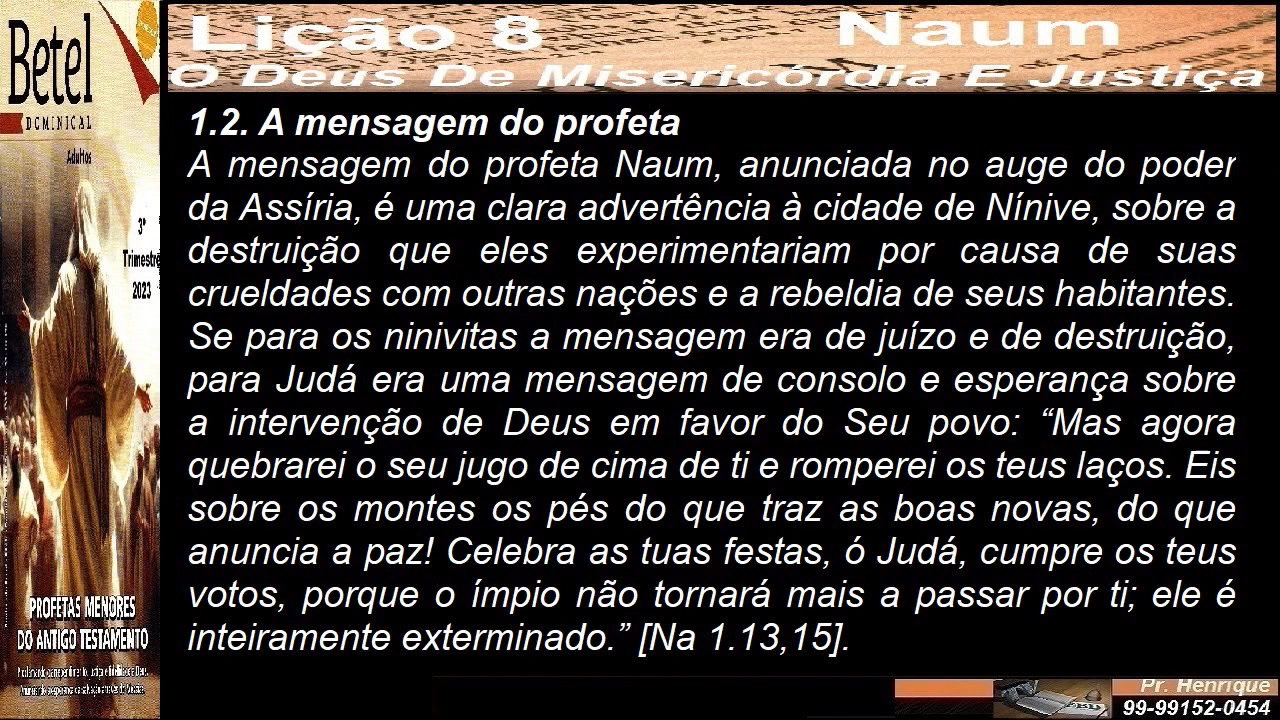 Betel
DOMINICAL
Adultos
3º
Trimestre
2023
PROFETAS MENORES
DO ANTIGO TESTAMENTO
Lição 8 Naum
O Deus De Misericórdia E Justiça
1.2. A mensagem do profeta
A mensagem do profeta Naum, anunciada no auge do poder
da Assíria, é uma clara advertência à cidade de Nínive, sobre a
destruição que eles experimentariam por causa de suas
crueldades com outras nações e a rebeldia de seus habitantes.
Se para os ninivitas a mensagem era de juízo e de destruição,
para Judá era uma mensagem de consolo e esperança sobre
a intervenção de Deus em favor do Seu povo: “Mas agora
quebrarei o seu jugo de cima de ti e romperei os teus laços. Eis
sobre os montes os pés do que traz as boas novas, do que
anuncia a paz! Celebra as tuas festas, ó Judá, cumpre os teus
votos, porque o ímpio não tornará mais a passar por ti; ele é
inteiramente exterminado.” [Na 1.13,15].
Pr. Henrique
99-99152-0454